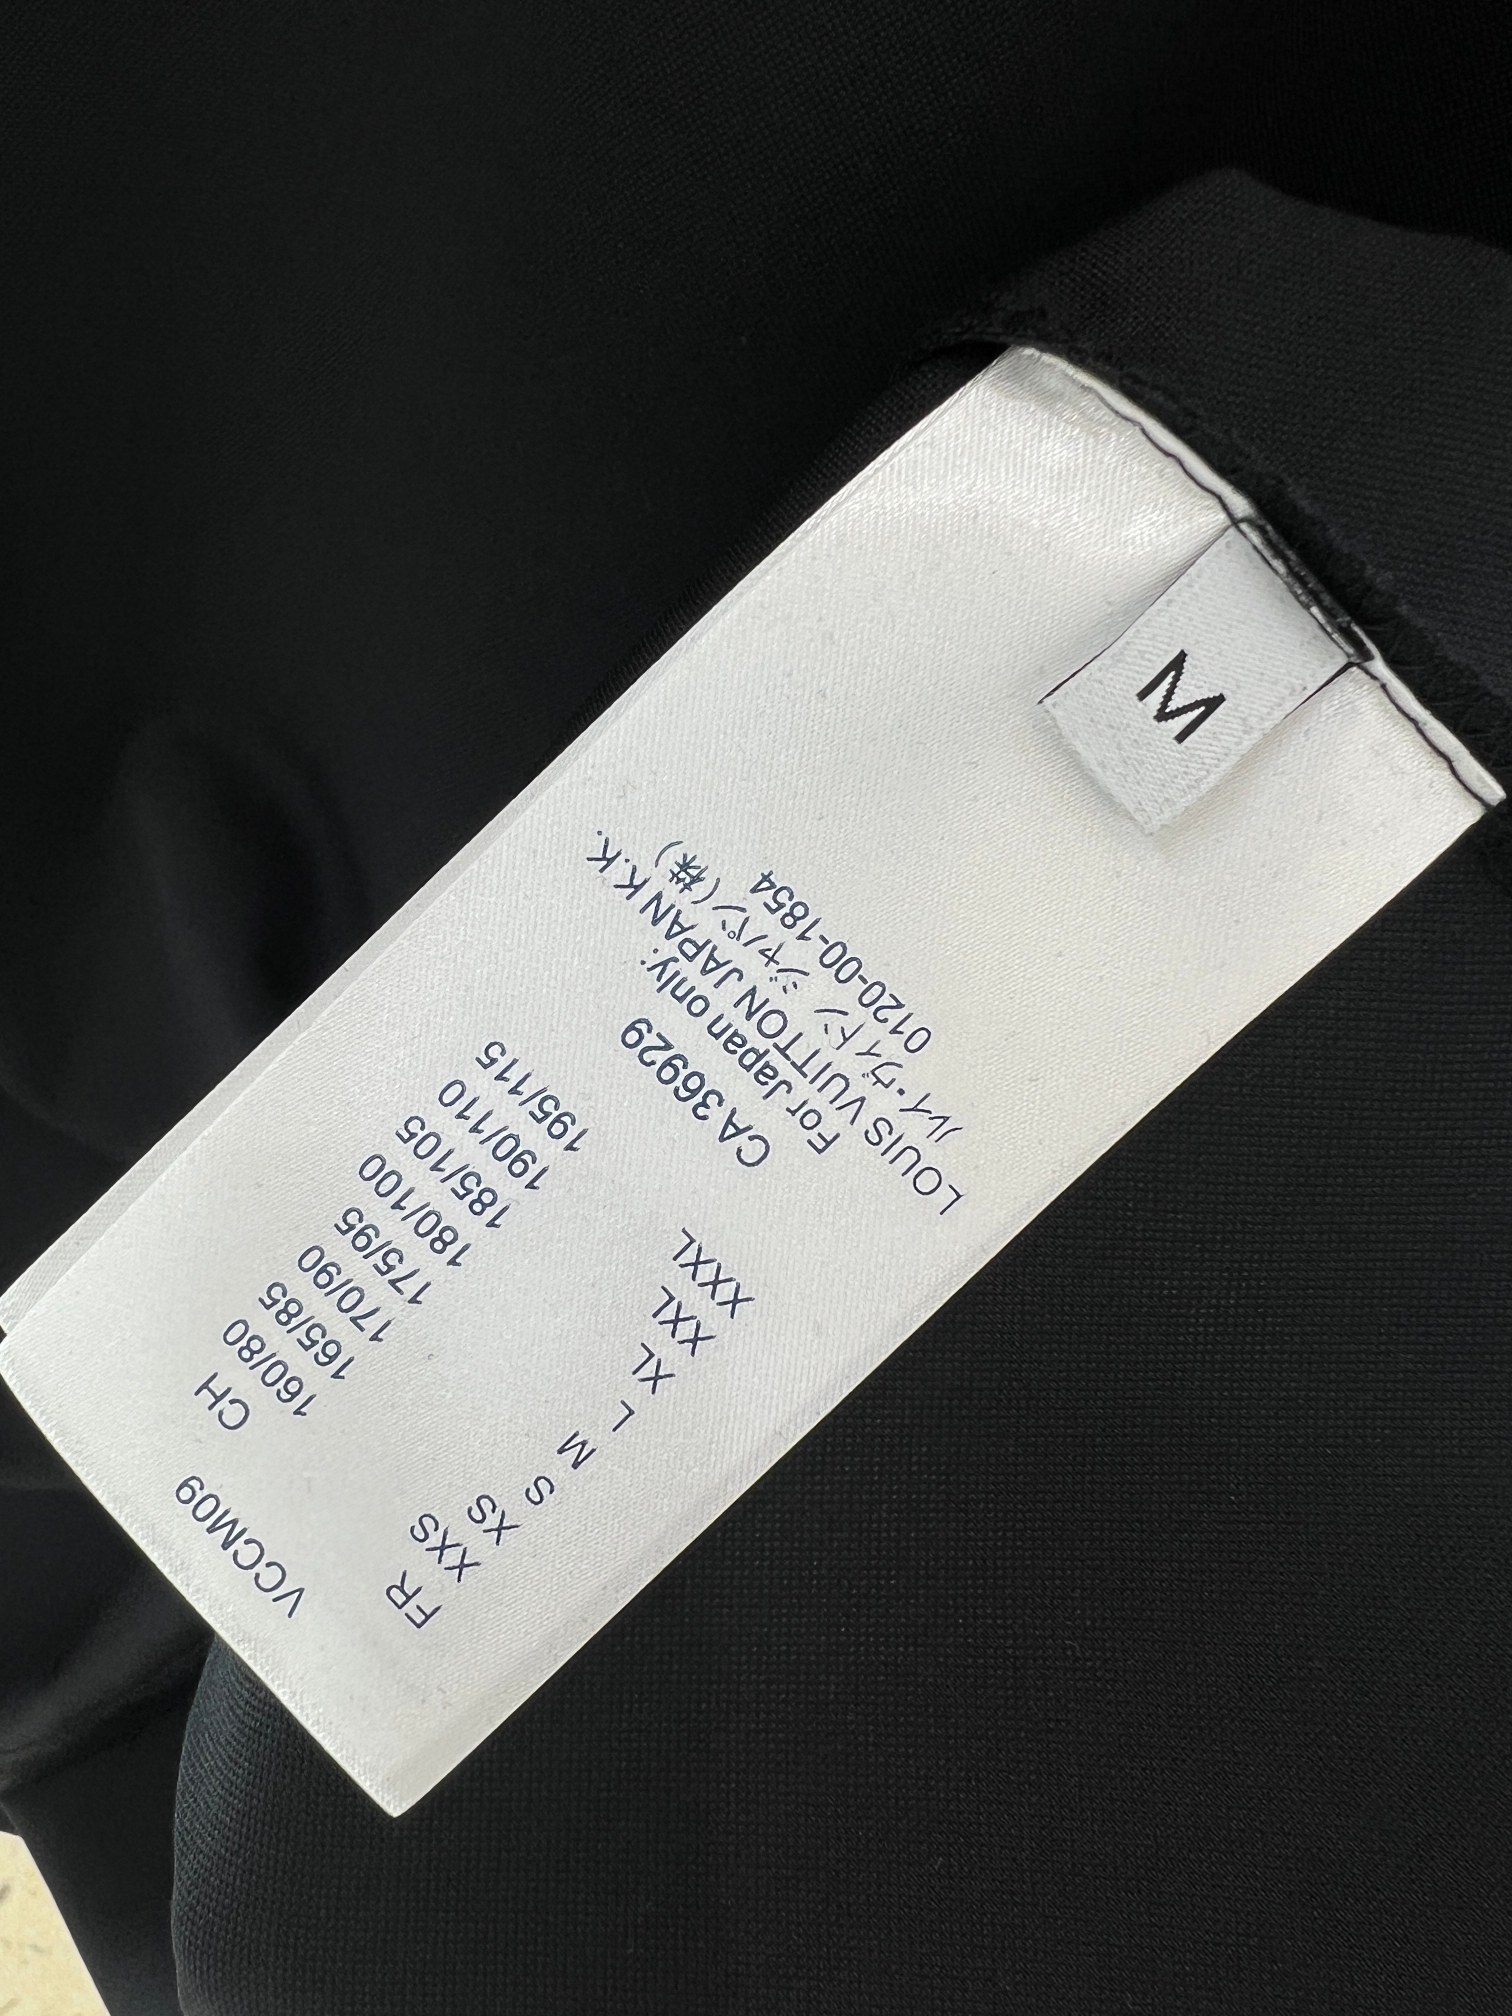 M
VCCM09
FR CH
XXS 160/80
XS 165/85
S 170/90
M 175/95
L 180/100
XL 185/105
XXL 190/110
XXXL 195/115
CA 36929
For Japan only:
LOUIS VUITTON JAPAN K.K.
ルイ・ヴィトン ジャパン(株)
0120-00-1854